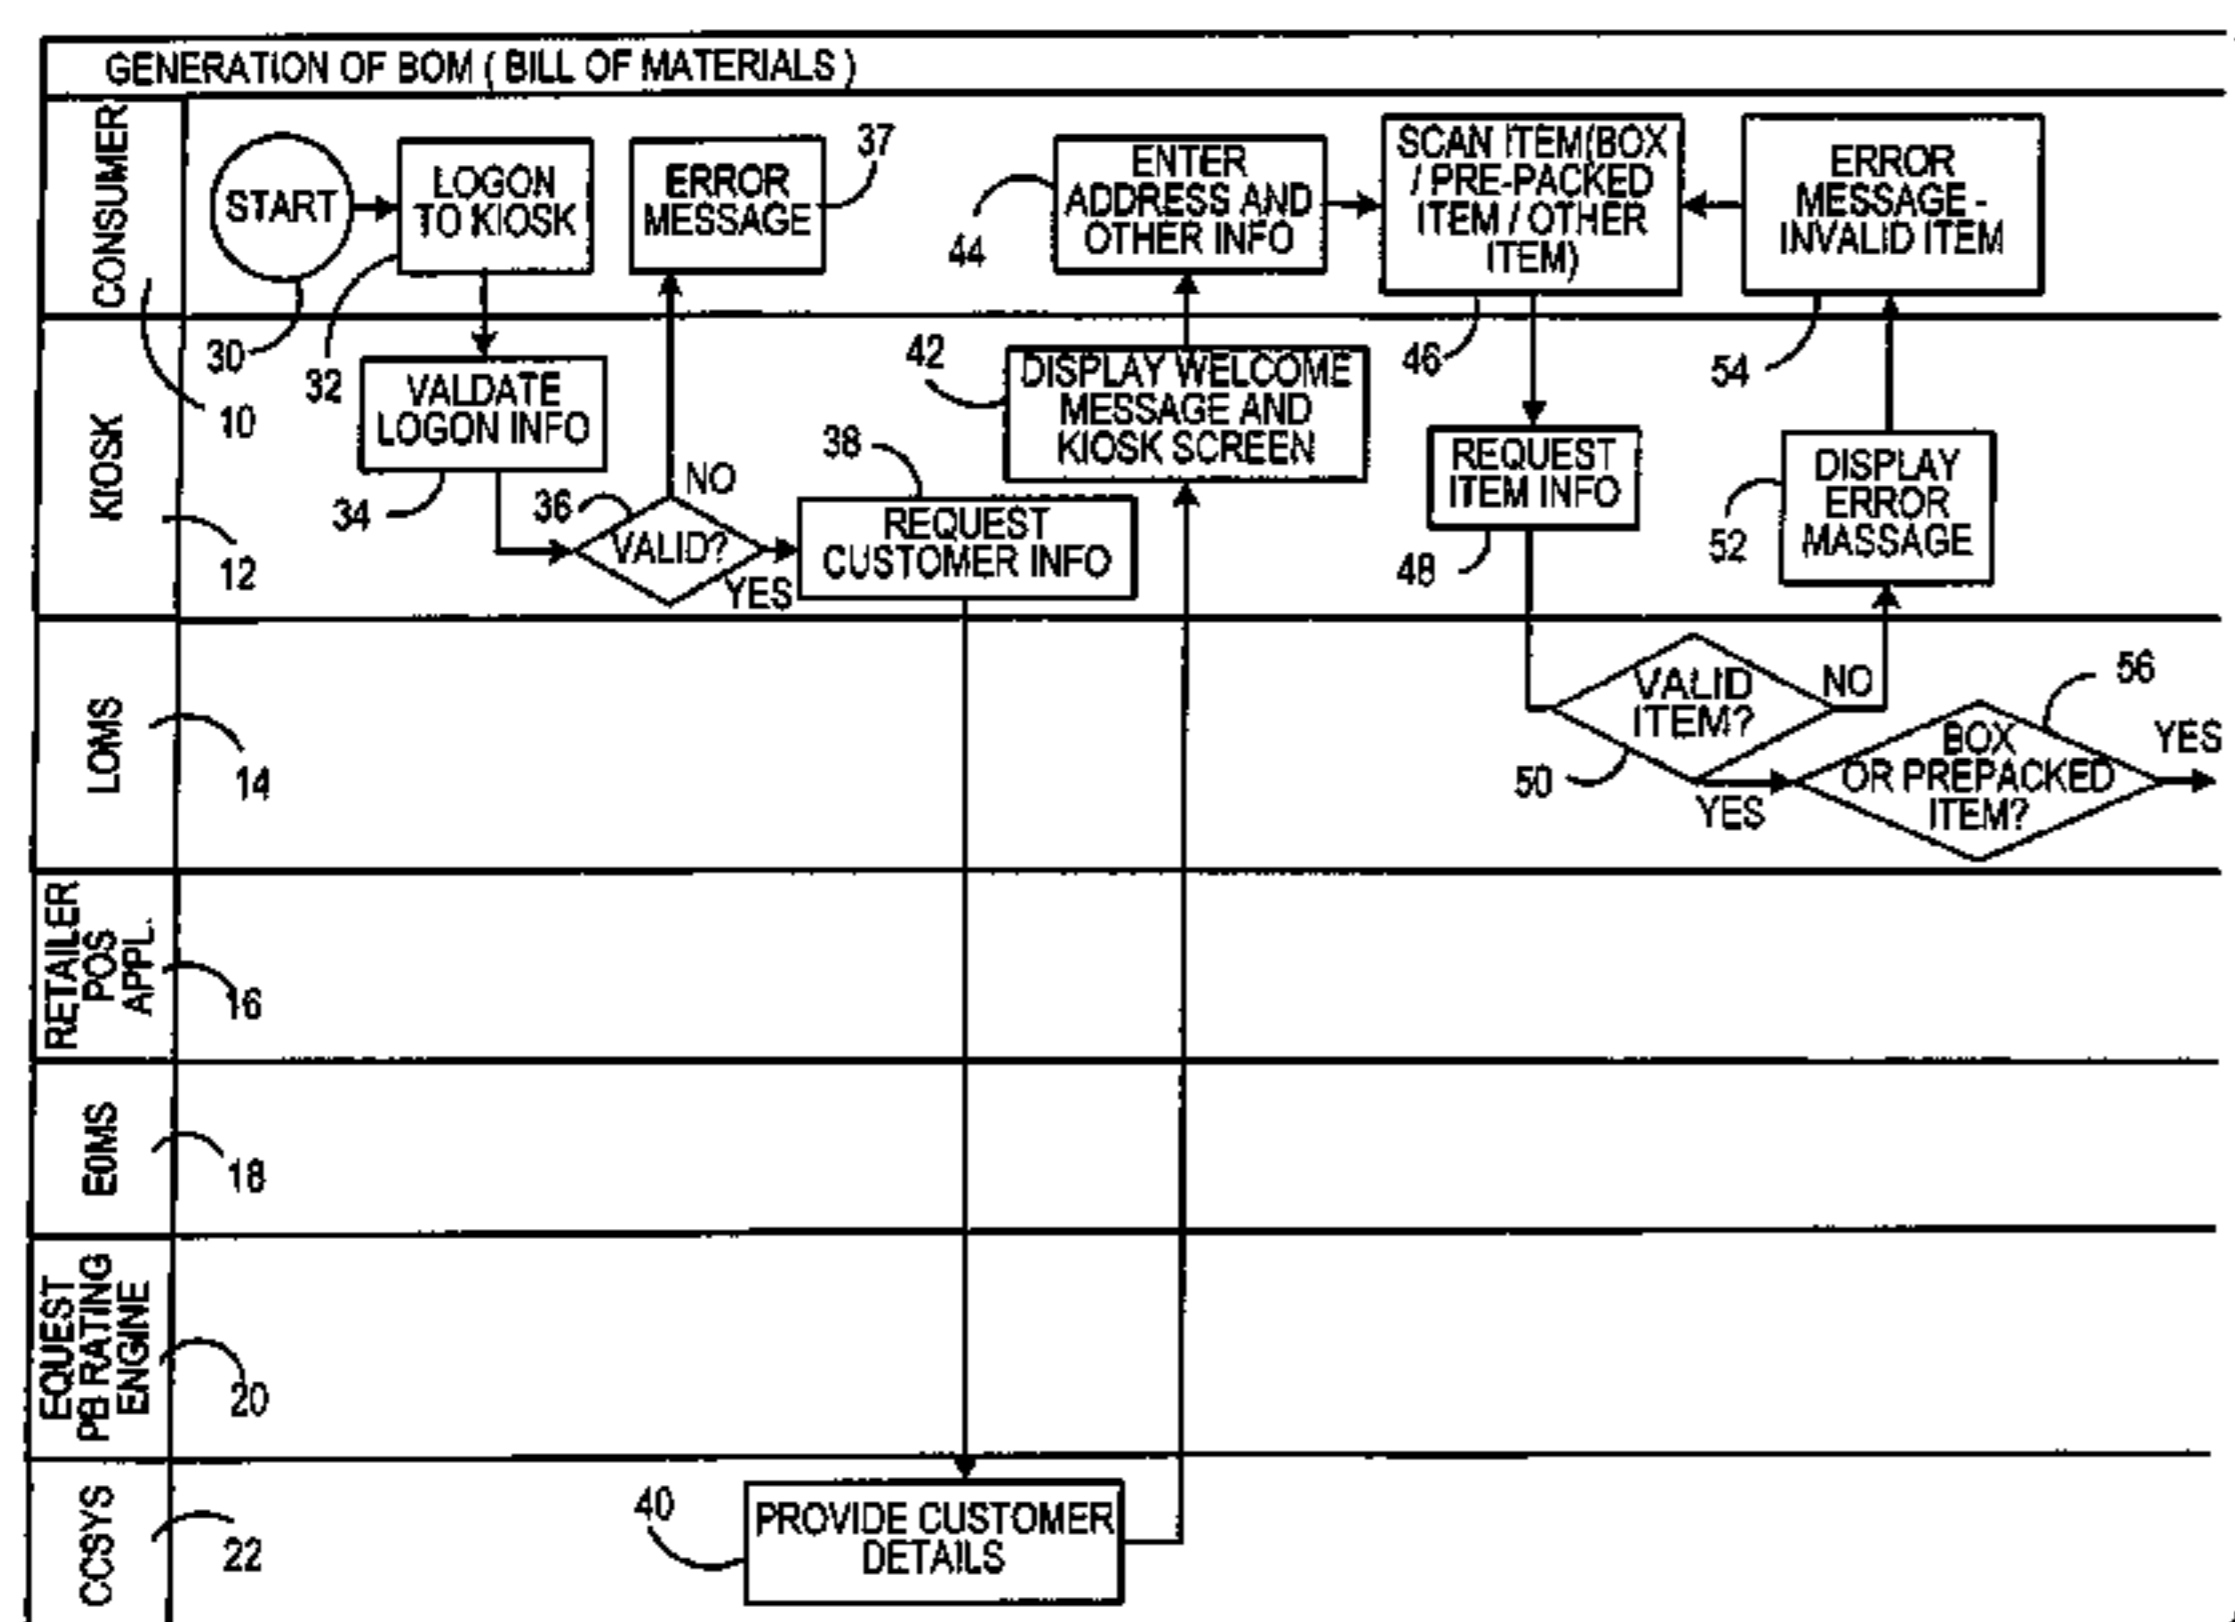 GENERATION OF BOM ( BILL OF MATERIALS )
CONSUMER
START
LOGON
TO KIOSK
ERROR
MESSAGE
37
ENTER
ADDRESS AND
OTHER INFO
44
SCAN ITEM(BOX
/ PRE-PACKED
ITEM / OTHER
ITEM)
ERROR
MESSAGE -
INVALID ITEM
30
32
10
KIOSK
12
VALDATE
LOGON INFO
34
36
VALID?
NO
YES
38
REQUEST
CUSTOMER INFO
42
DISPLAY WELCOME
MESSAGE AND
KIOSK SCREEN
46
REQUEST
ITEM INFO
48
54
DISPLAY
ERROR
MASSAGE
52
LOMS
14
VALID
ITEM?
NO
50
YES
56
BOX
OR PREPACKED
ITEM?
YES
RETAILER
POS
APPL.
16
EOMS
18
EQUEST
PB RATING
ENGINE
20
CCSYS
22
40
PROVIDE CUSTOMER
DETAILS